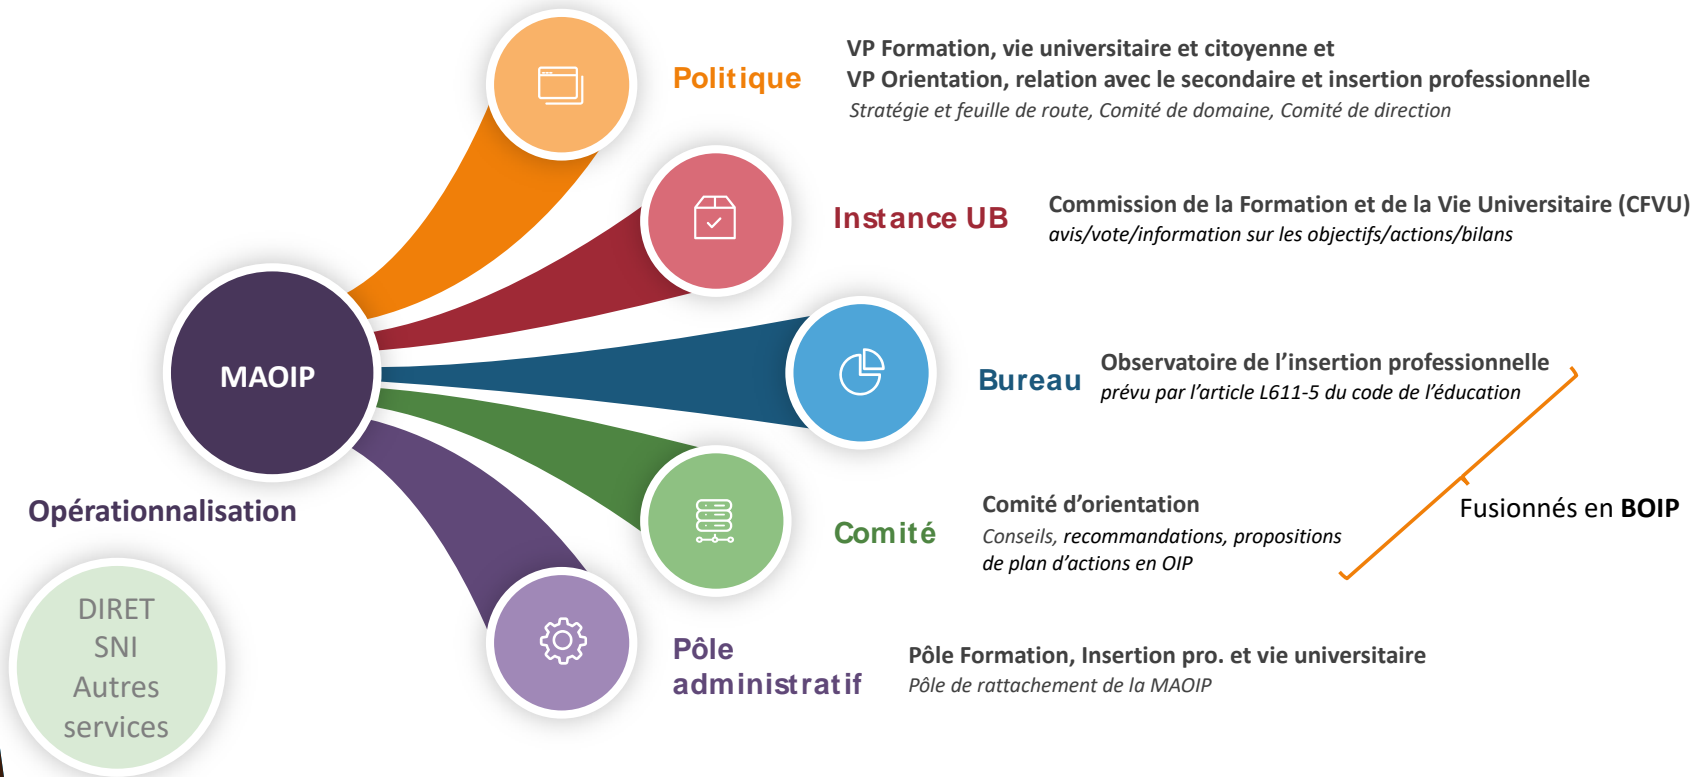 Politique
VP Formation, vie universitaire et citoyenne et
VP Orientation, relation avec le secondaire et insertion professionnelle
Stratégie et feuille de route, Comité de domaine, Comité de direction
Instance UB
Commission de la Formation et de la Vie Universitaire (CFVU)
avis/vote/information sur les objectifs/actions/bilans
MAOIP
Bureau
Observatoire de l’insertion professionnelle
prévu par l’article L611-5 du code de l’éducation
Opérationnalisation
Comité
Comité d’orientation
Conseils, recommandations, propositions
de plan d’actions en OIP
Fusionnés en BOIP
DIRET
SNI
Autres
services
Pôle
administratif
Pôle Formation, Insertion pro. et vie universitaire
Pôle de rattachement de la MAOIP